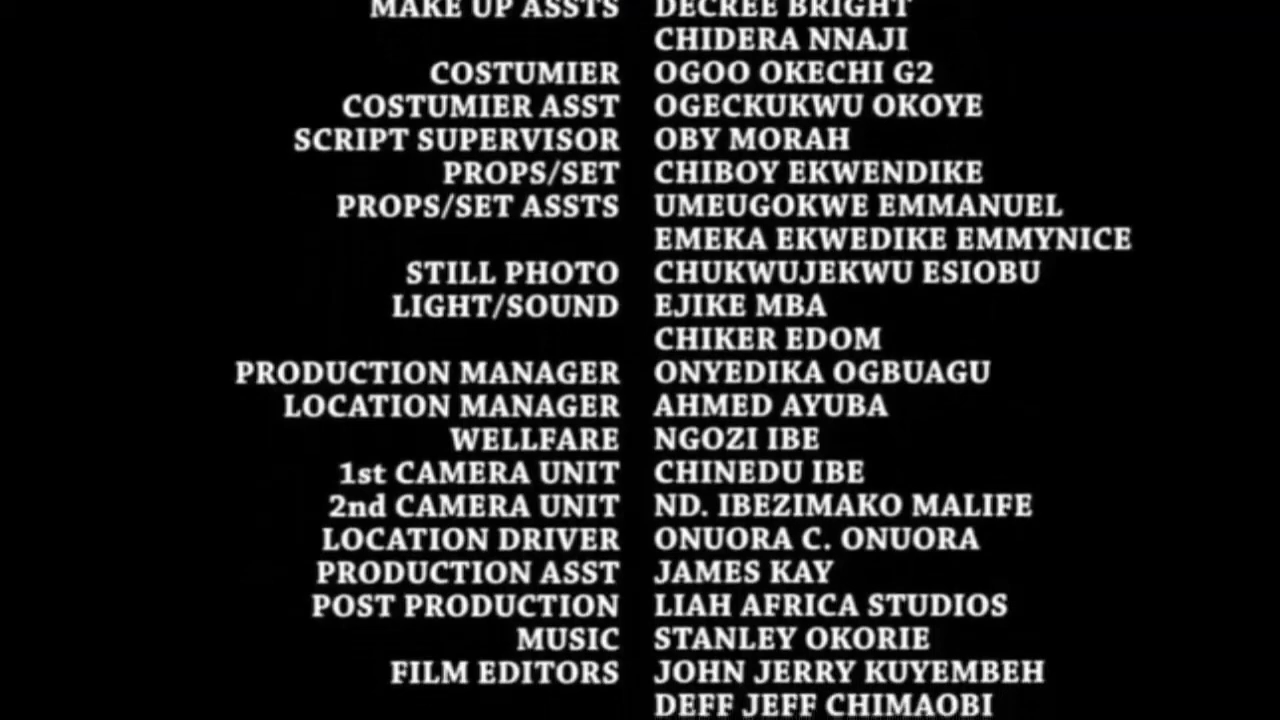 MAKE UP ASSTS DECREE BRIGHT
CHIDERA NNAJI
COSTUMIER OGOO OKECHI G2
COSTUMIER ASST OGECKUKWU OKOYE
SCRIPT SUPERVISOR OBY MORAH
PROPS/SET CHIBOY EKWENDIKE
PROPS/SET ASSTS UMEUGOKWE EMMANUEL
EMEKA EKWEDIKE EMMYNICE
STILL PHOTO CHUKWUJEKWU ESIOBU
LIGHT/SOUND EJIKE MBA
CHIKER EDOM
PRODUCTION MANAGER ONYEDIKA OGBUAGU
LOCATION MANAGER AHMED AYUBA
WELLFARE NGOZI IBE
1st CAMERA UNIT CHINEDU IBE
2nd CAMERA UNIT ND. IBEZIMAKO MALIFE
LOCATION DRIVER ONUORA C. ONUORA
PRODUCTION ASST JAMES KAY
POST PRODUCTION LIAH AFRICA STUDIOS
MUSIC STANLEY OKORIE
FILM EDITORS JOHN JERRY KUYEMBEH
DEFF JEFF CHIMAOBI